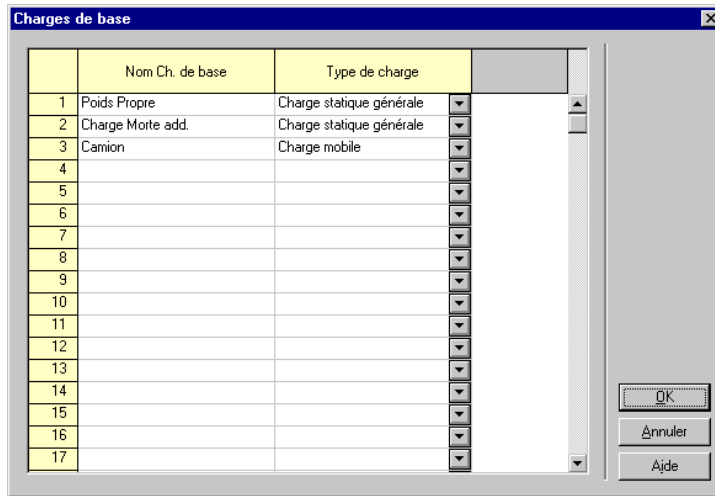 Charges de base
Nom Ch. de base Type de charge
1 Poids Propre Charge statique générale
2 Charge Morte add. Charge statique générale
3 Camion Charge mobile
4
5
6
7
8
9
10
11
12
13
14
15
16
17
OK
Annuler
Aide